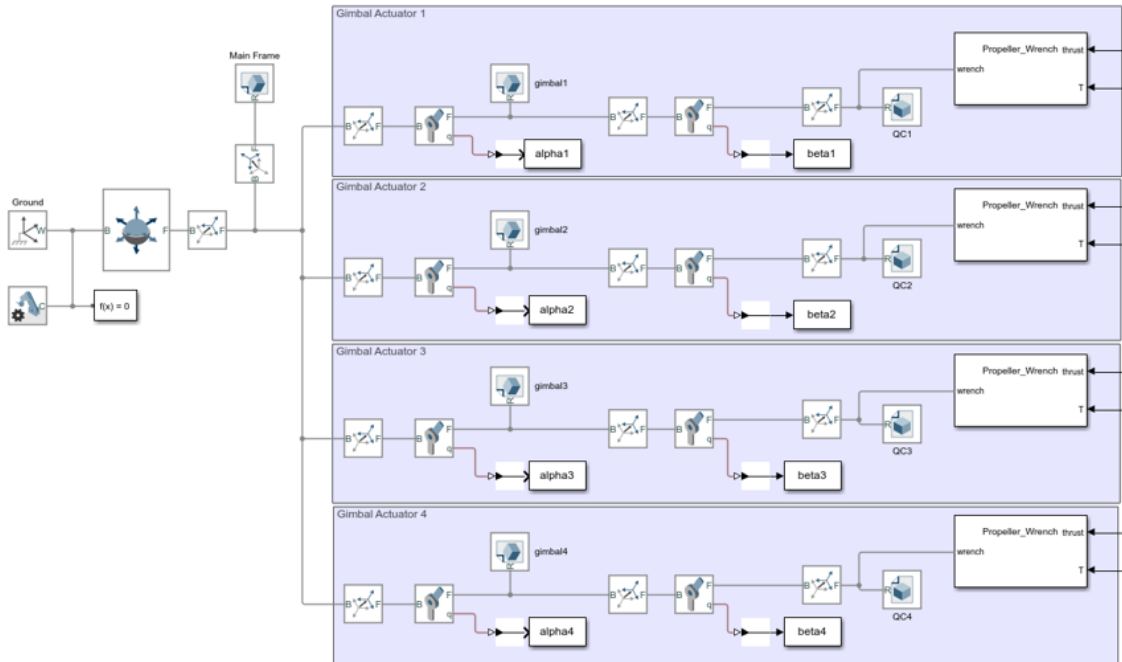 Main Frame
R
F
B
Ground
W
C
f(x) = 0
B
F
B
F
Gimbal Actuator 1
gimbal1
R
B
F
B
F
q
alpha1
B
F
B
F
q
beta1
B
F
R
QC1
Propeller_Wrench
thrust
wrench
T
Gimbal Actuator 2
gimbal2
R
B
F
B
F
q
alpha2
B
F
B
F
q
beta2
B
F
R
QC2
Propeller_Wrench
thrust
wrench
T
Gimbal Actuator 3
gimbal3
R
B
F
B
F
q
alpha3
B
F
B
F
q
beta3
B
F
R
QC3
Propeller_Wrench
thrust
wrench
T
Gimbal Actuator 4
gimbal4
R
B
F
B
F
q
alpha4
B
F
B
F
q
beta4
B
F
R
QC4
Propeller_Wrench
thrust
wrench
T